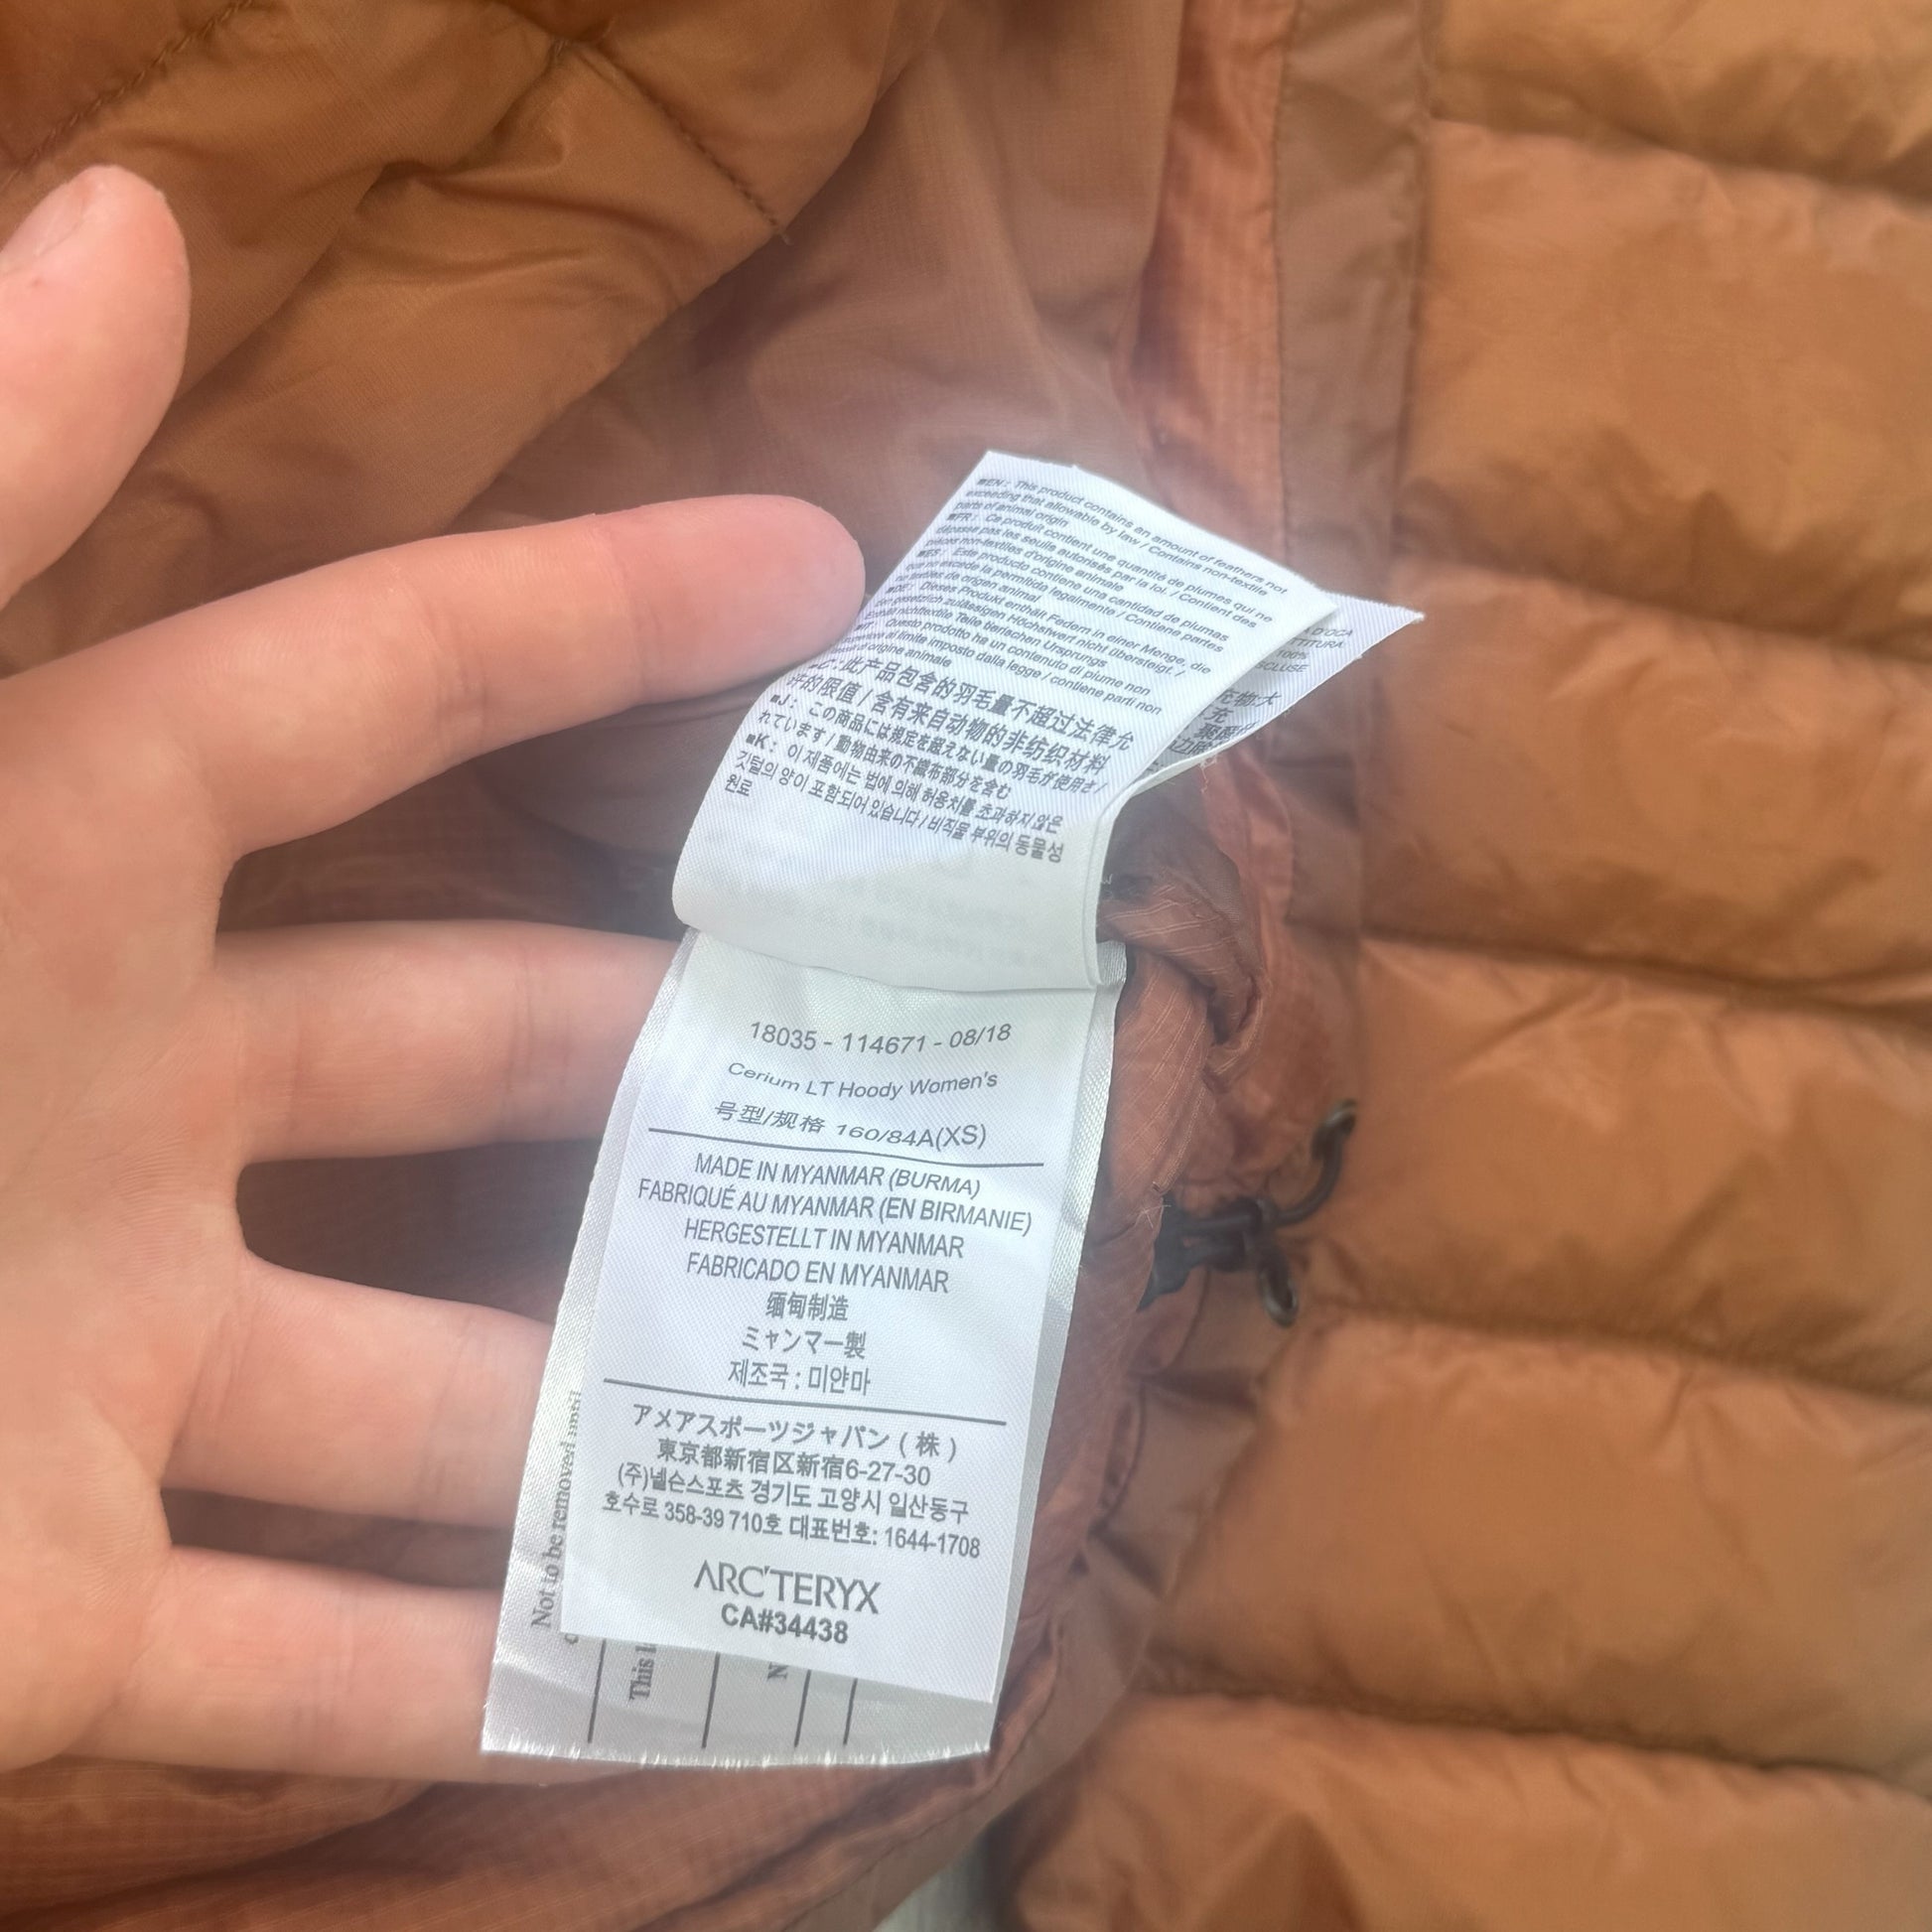 ■EN: This product contains an amount of feathers not
exceeding that allowable by law / Contains non-textile
parts of animal origin
■FR: Ce produit contient une quantité de plumes qui ne
pas les seuils autorisés par la loi. / Contient des
pièces non-textiles d'origine animale
■ES: Este producto contiene una cantidad de plumas
que no excede la permitida legalmente / Contiene partes
no textiles de origen animal
Dieses Produkt enthält Federn in einer Menge, die
gesetzlich zulässigen Höchstwert nicht übersteigt. /
nichttextile Teile tierischen Ursprungs
Questo prodotto ha un contenuto di piume non
al limite imposto dalla legge / contiene parti non
d'origine animale
此产品包含的羽毛量不超过法律允
许的限值 / 含有来自动物的非纺织材料
■J: この商品には規定を超えない量の羽毛が使用さ
れています / 動物由来の不織布部分を含む
■K: 이 제품에는 법에 의해 허용치를 초과하지 않은
깃털의 양이 포함되어 있습니다 / 비직물 부위의 동물성
원료
D'OCA
100%
充物:大
充
18035 - 114671 - 08/18
Cerium LT Hoody Women's
号型/规格 160/84A(XS)
MADE IN MYANMAR (BURMA)
FABRIQUÉ AU MYANMAR (EN BIRMANIE)
HERGESTELLT IN MYANMAR
FABRICADO EN MYANMAR
缅甸制造
ミャンマー製
제조국 : 미얀마
アメアスポーツジャパン ( 株 )
東京都新宿区新宿6-27-30
(주)넬슨스포츠 경기도 고양시 일산동구
호수로 358-39 710호 대표번호: 1644-1708
ARC'TERYX
CA#34438
Not to be removed until
This